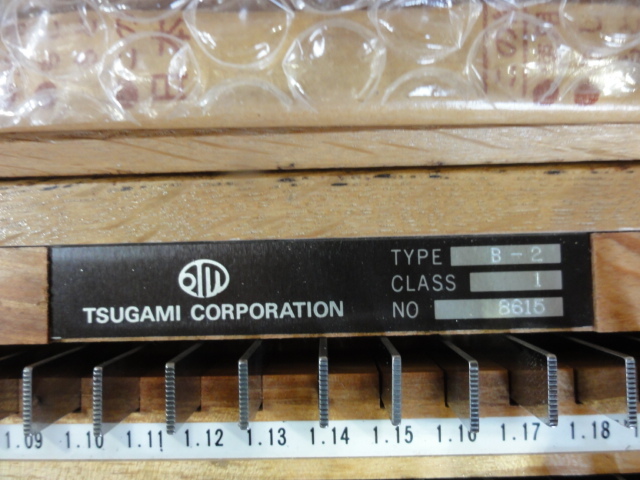 TSUGAMI CORPORATION
TYPE B-2
CLASS 1
NO 8615
1.09 1.10 1.11 1.12 1.13 1.14 1.15 1.16 1.17 1.18